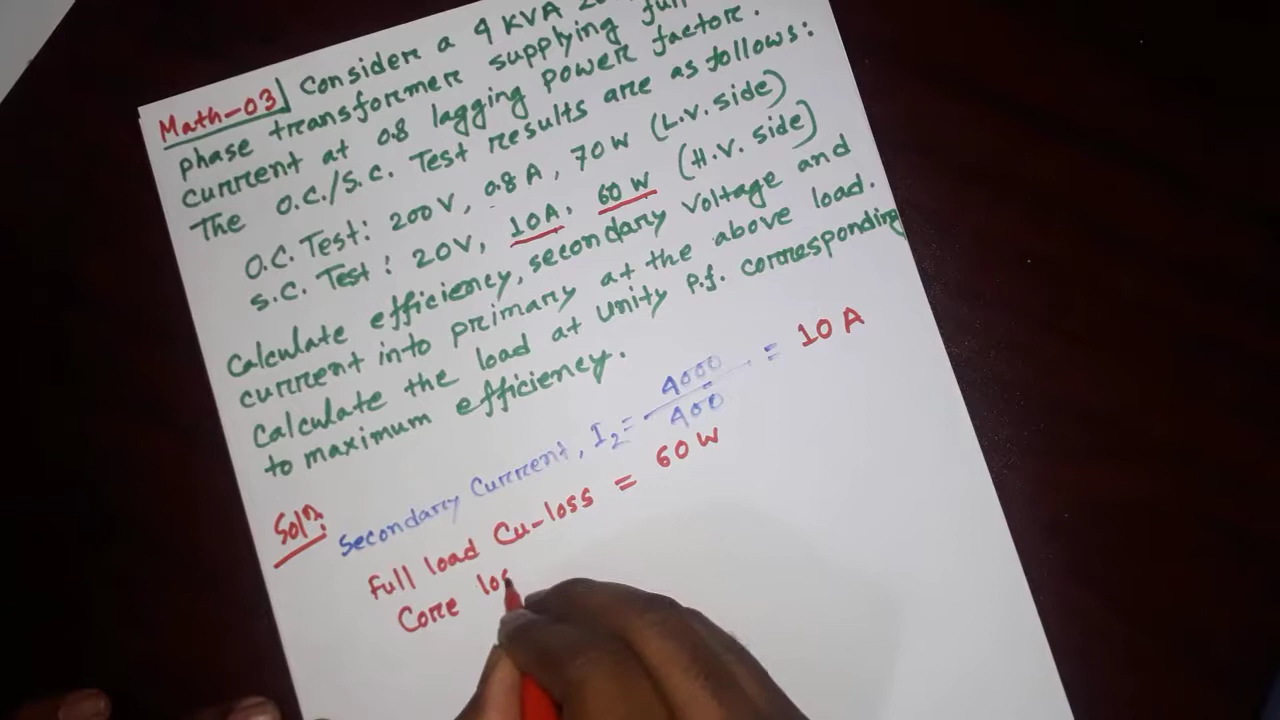 Math-03] Consider a 4 KVA
phase transformer supplying full
current at 0.8 lagging power factor.
The O.C./S.C. Test results are as follows:
O.C. Test: 200 V, 0.8 A, 70 W (L.V. side)
S.C. Test: 20 V, 10 A, 60 W (H.V. side)
Calculate efficiency, secondary voltage and
current into primary at the above load.
Calculate the load at unity p.f. corresponding
to maximum efficiency.
Soln: Secondary Current, I₂ = 4000/400 = 10 A
Full load Cu-loss = 60 W
Core los